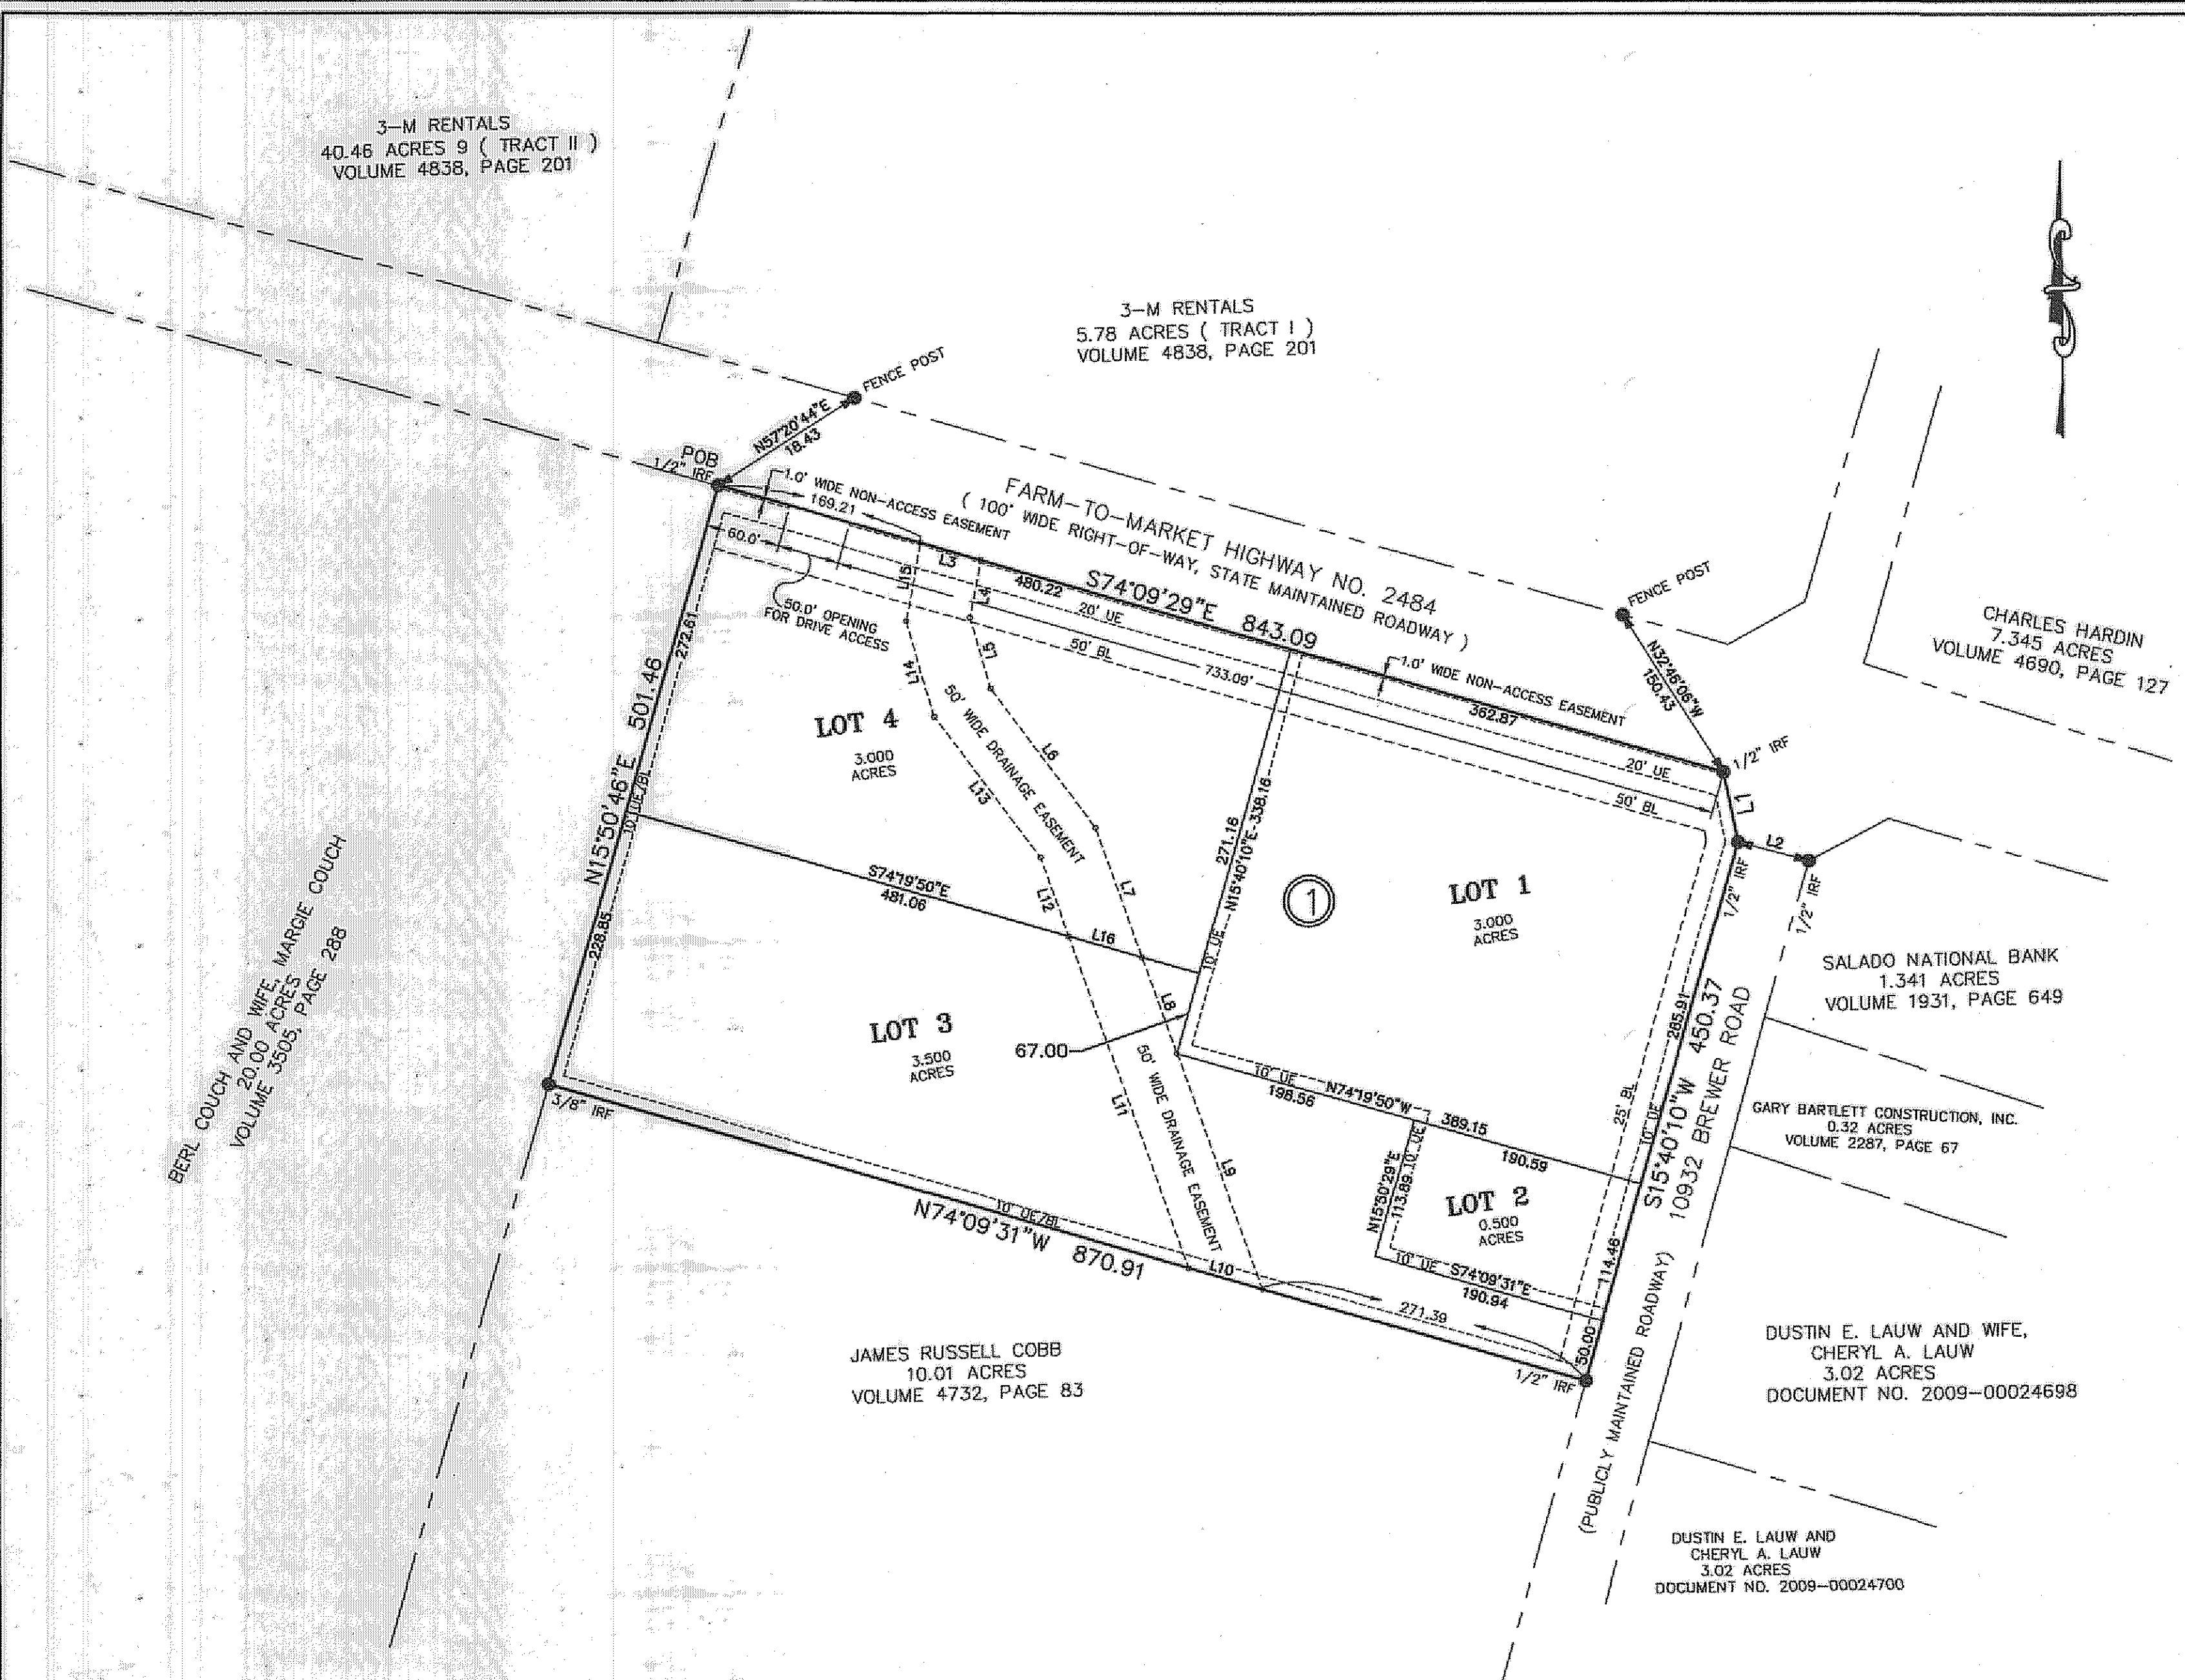 3-M RENTALS
40.46 ACRES 9 ( TRACT II )
VOLUME 4838, PAGE 201
3-M RENTALS
5.78 ACRES ( TRACT I )
VOLUME 4838, PAGE 201
FENCE POST
N57°20'44"E
18.43
POB
1/2" IRF
1.0' WIDE NON-ACCESS EASEMENT
169.21
FARM-TO-MARKET HIGHWAY NO. 2484
( 100' WIDE RIGHT-OF-WAY, STATE MAINTAINED ROADWAY )
S74°09'29"E 843.09
60.0'
L15
L3
L4
480.22
20' UE
50' BL
733.09'
50.0' OPENING
FOR DRIVE ACCESS
1.0' WIDE NON-ACCESS EASEMENT
362.87
20' UE
50' BL
FENCE POST
N32°46'06"W
150.43
1/2" IRF
L1
L2
1/2" IRF
1/2" IRF
CHARLES HARDIN
7.345 ACRES
VOLUME 4690, PAGE 127
272.61
N15°50'46"E 501.46
10' UE/BL
228.85
L14
L5
LOT 4
3.000
ACRES
50' WIDE DRAINAGE EASEMENT
L6
L13
L7
L12
S74°19'50"E
481.06
L16
271.16
10' UE
N15°40'10"E
338.16
1
LOT 1
3.000
ACRES
LOT 3
3.500
ACRES
67.00
L8
50' WIDE DRAINAGE EASEMENT
L11
L9
10' UE
198.56
N74°19'50"W
389.15
190.59
N15°50'29"E
113.89
10' UE
LOT 2
0.500
ACRES
10' UE
S74°09'31"E
190.94
25' BL
10' UE
285.91
S15°40'10"W 450.37
10932 BREWER ROAD
(PUBLICLY MAINTAINED ROADWAY)
114.46
50.00
1/2" IRF
271.39
L10
10' UE/BL
N74°09'31"W 870.91
3/8" IRF
BERL COUCH AND WIFE, MARGIE COUCH
20.00 ACRES
VOLUME 3505, PAGE 288
SALADO NATIONAL BANK
1.341 ACRES
VOLUME 1931, PAGE 649
GARY BARTLETT CONSTRUCTION, INC.
0.32 ACRES
VOLUME 2287, PAGE 67
JAMES RUSSELL COBB
10.01 ACRES
VOLUME 4732, PAGE 83
DUSTIN E. LAUW AND WIFE,
CHERYL A. LAUW
3.02 ACRES
DOCUMENT NO. 2009-00024698
DUSTIN E. LAUW AND
CHERYL A. LAUW
3.02 ACRES
DOCUMENT NO. 2009-00024700